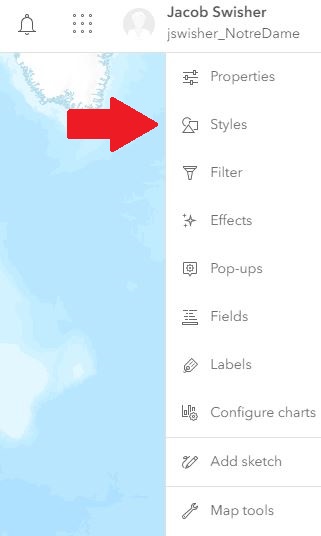 Jacob Swisher
jswisher_NotreDame
Properties
Styles
Filter
Effects
Pop-ups
Fields
Labels
Configure charts
Add sketch
Map tools